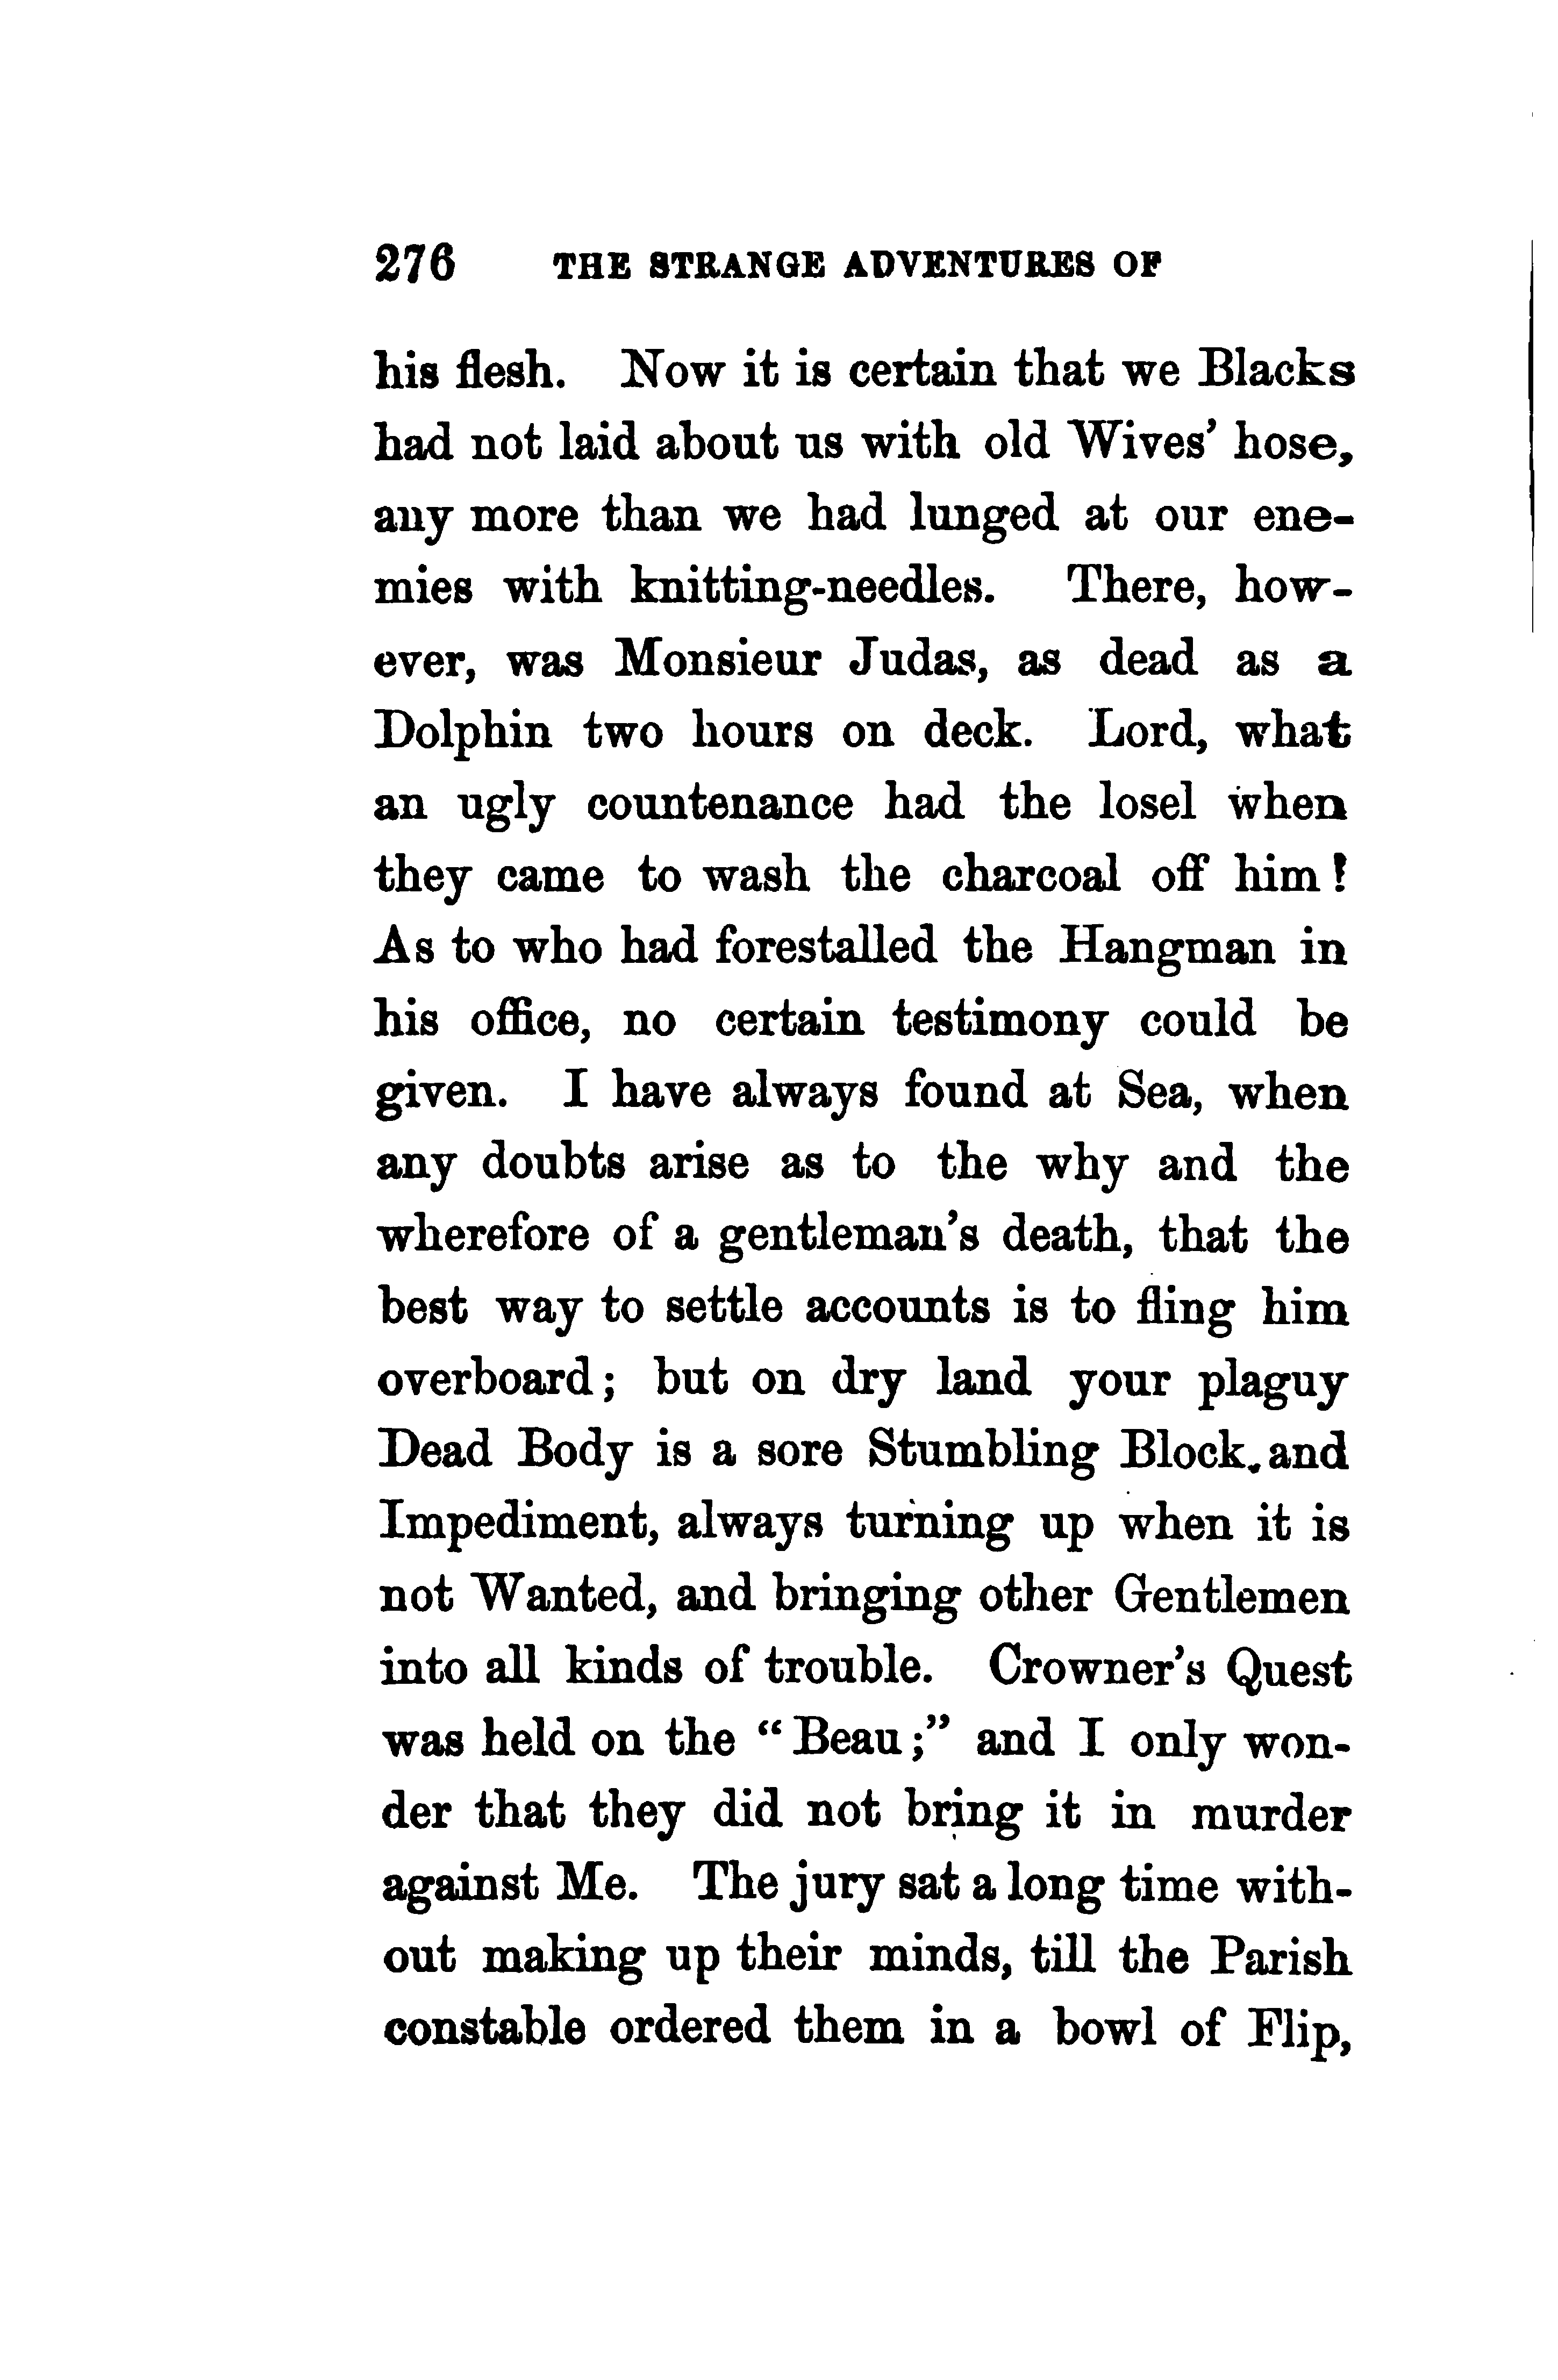 276 THE STRANGE ADVENTURES OF
his flesh. Now it is certain that we Blacks
had not laid about us with old Wives' hose,
any more than we had lunged at our ene-
mies with knitting-needles. There, how-
ever, was Monsieur Judas, as dead as a
Dolphin two hours on deck. Lord, what
an ugly countenance had the losel when
they came to wash the charcoal off him!
As to who had forestalled the Hangman in
his office, no certain testimony could be
given. I have always found at Sea, when
any doubts arise as to the why and the
wherefore of a gentleman's death, that the
best way to settle accounts is to fling him
overboard; but on dry land your plaguy
Dead Body is a sore Stumbling Block, and
Impediment, always turning up when it is
not Wanted, and bringing other Gentlemen
into all kinds of trouble. Crowner's Quest
was held on the "Beau;" and I only won-
der that they did not bring it in murder
against Me. The jury sat a long time with-
out making up their minds, till the Parish
constable ordered them in a bowl of Flip,